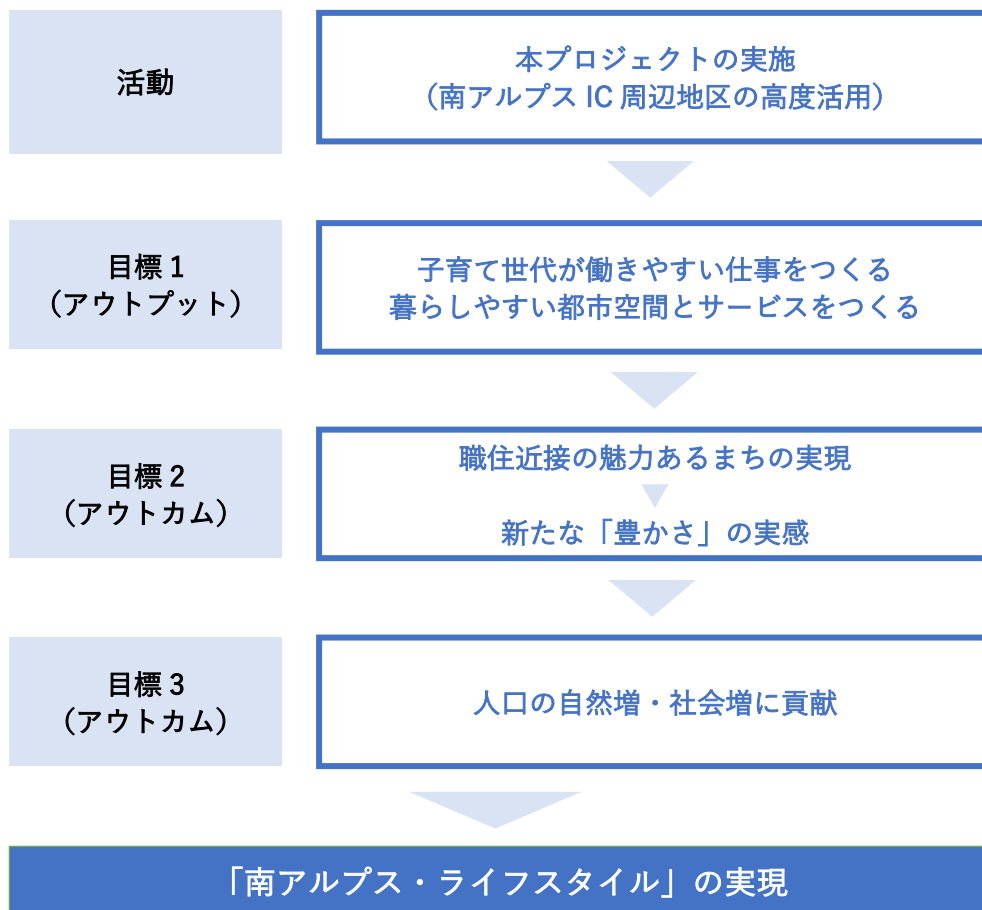 活動
本プロジェクトの実施
（南アルプス IC 周辺地区の高度活用）
目標 1
（アウトプット）
子育て世代が働きやすい仕事をつくる
暮らしやすい都市空間とサービスをつくる
目標 2
（アウトカム）
職住近接の魅力あるまちの実現
新たな「豊かさ」の実感
目標 3
（アウトカム）
人口の自然増・社会増に貢献
「南アルプス・ライフスタイル」の実現